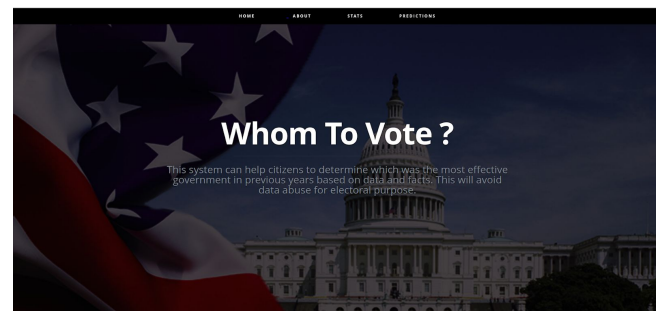 HOME ABOUT STATS PREDICTIONS
Whom To Vote ?
This system can help citizens to determine which was the most effective
government in previous years based on data and facts. This will avoid
data abuse for electoral purpose.